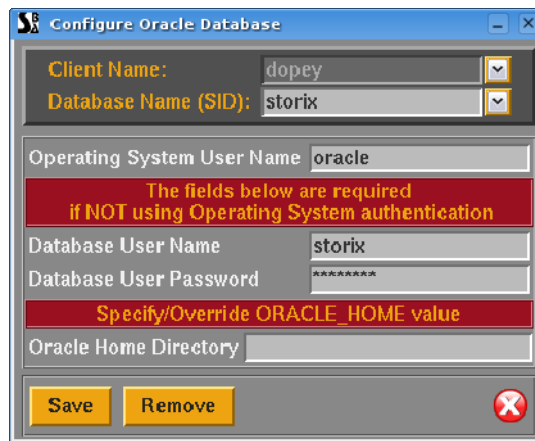 SBA Configure Oracle Database
Client Name: dopey
Database Name (SID): storix
Operating System User Name oracle
The fields below are required
if NOT using Operating System authentication
Database User Name storix
Database User Password ********
Specify/Override ORACLE_HOME value
Oracle Home Directory
Save Remove